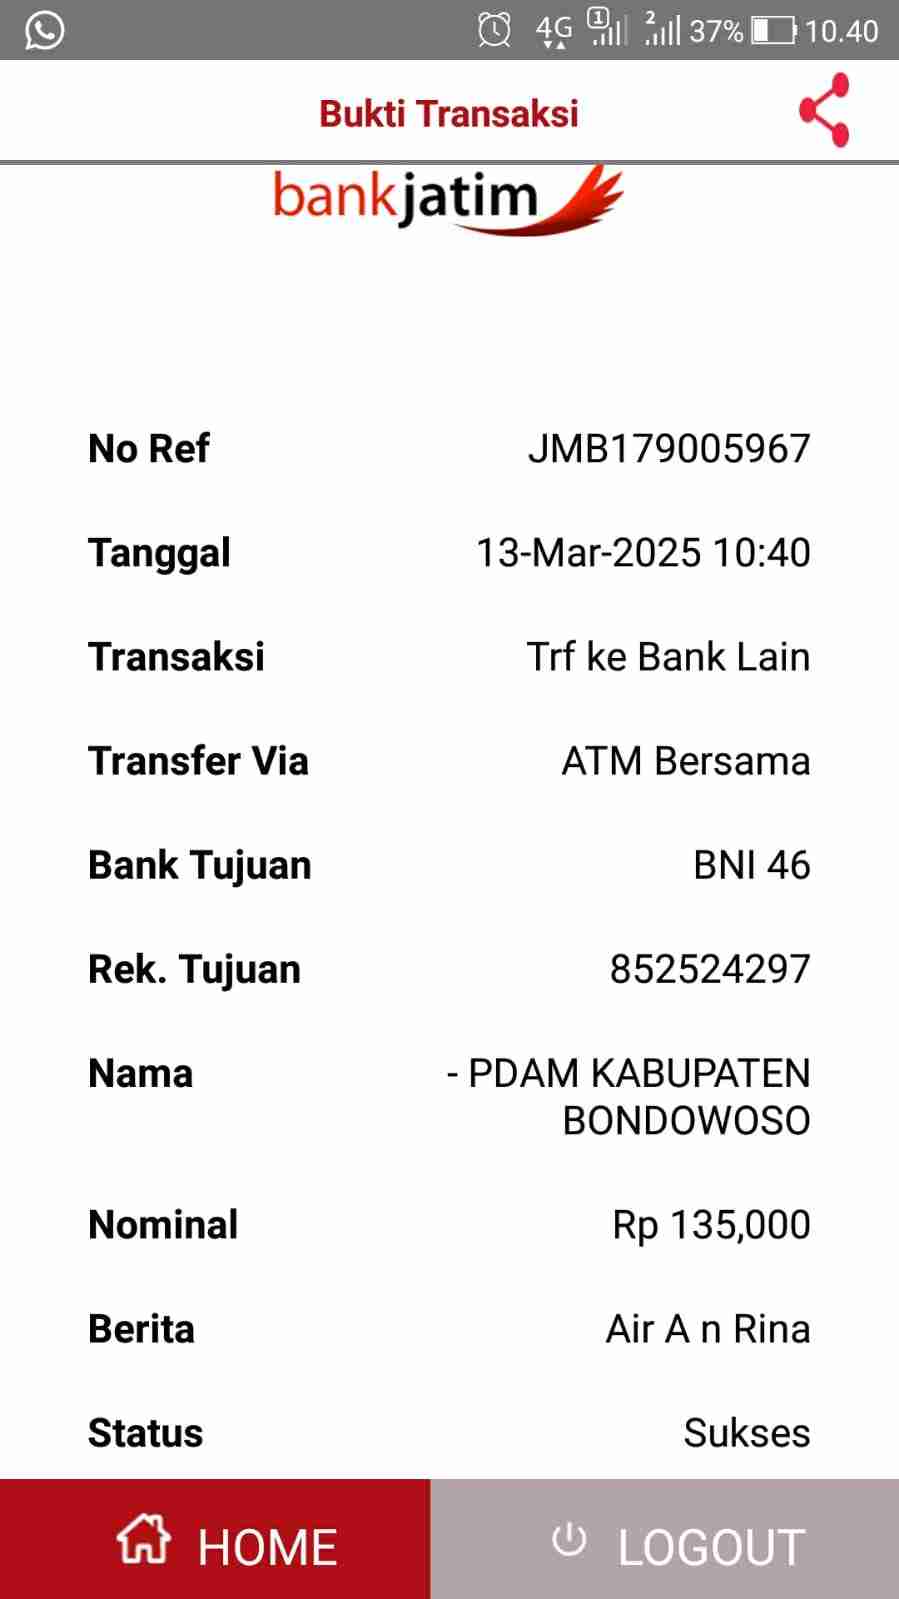 4G 1 2 37% 10.40
Bukti Transaksi
bankjatim
No Ref JMB179005967
Tanggal 13-Mar-2025 10:40
Transaksi Trf ke Bank Lain
Transfer Via ATM Bersama
Bank Tujuan BNI 46
Rek. Tujuan 852524297
Nama - PDAM KABUPATEN
BONDOWOSO
Nominal Rp 135,000
Berita Air A n Rina
Status Sukses
HOME LOGOUT